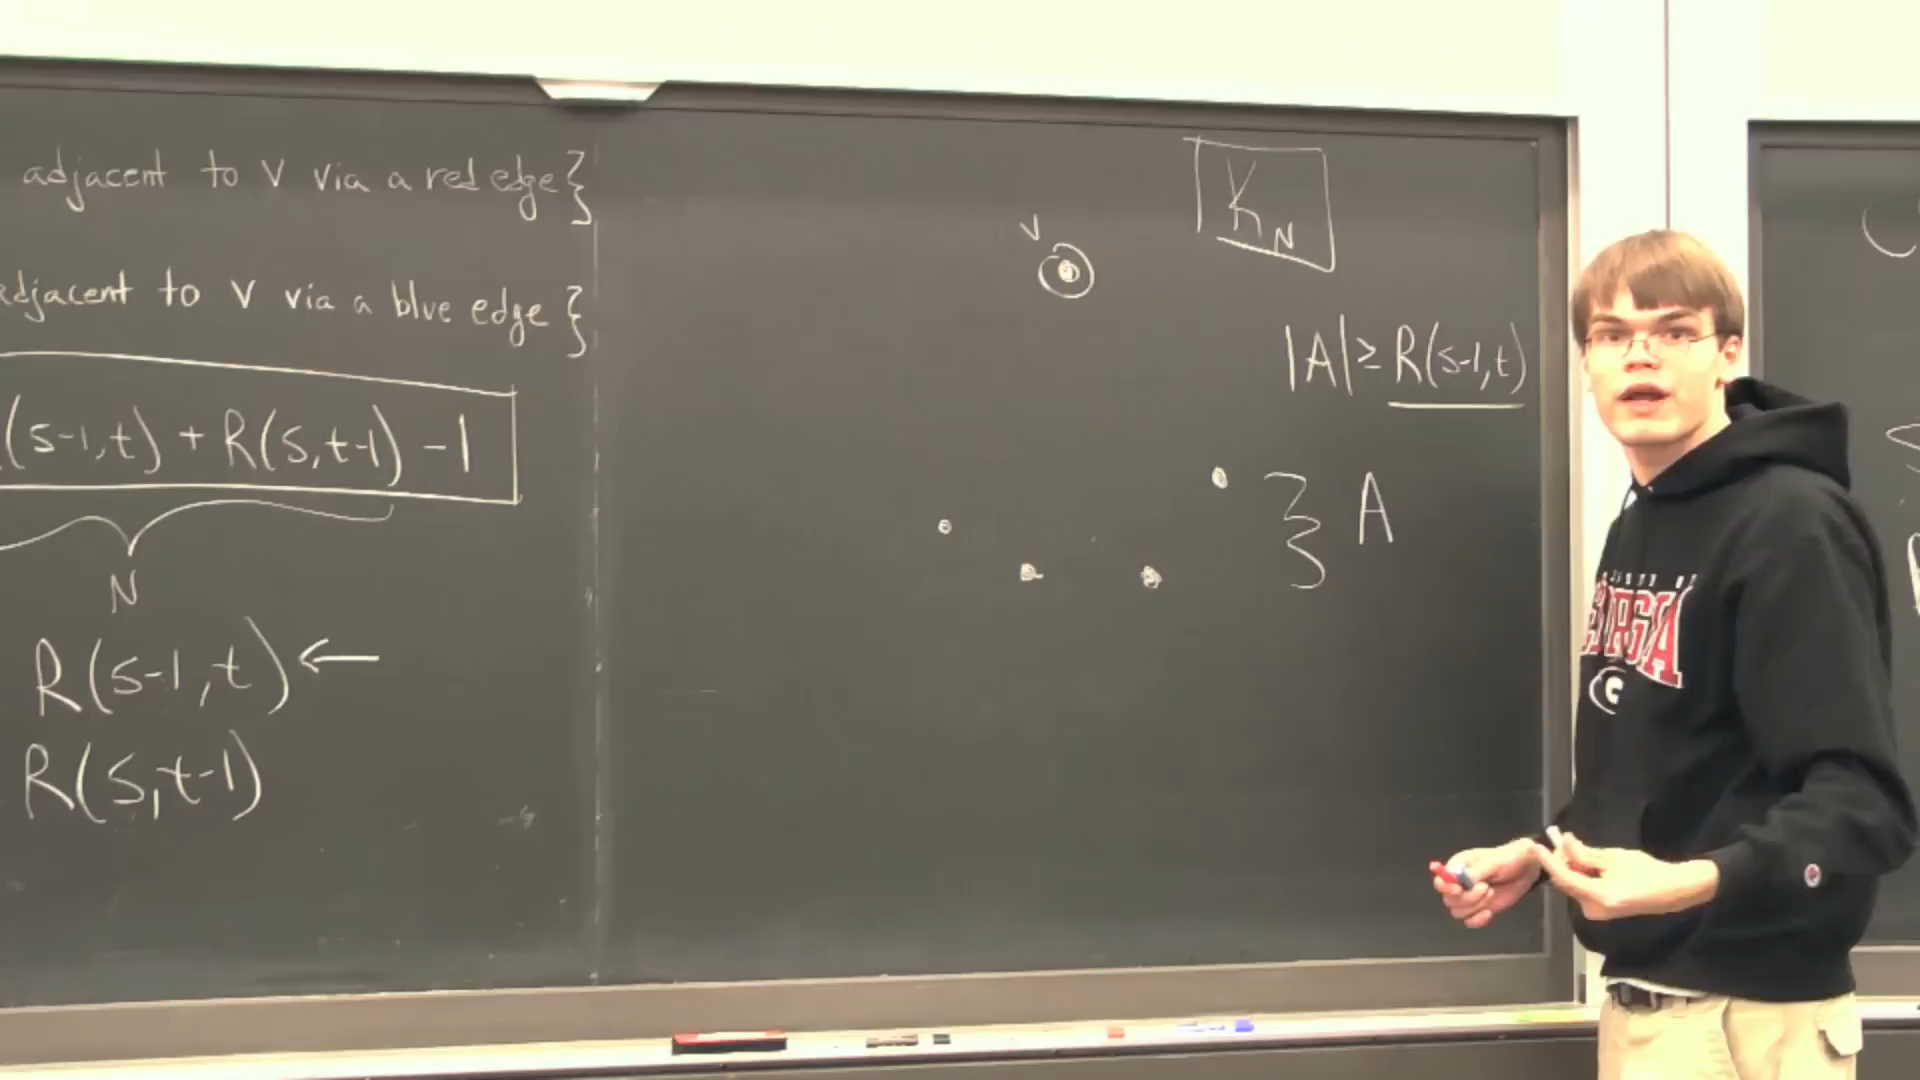 adjacent to v via a red edge}
adjacent to v via a blue edge}
(s-1,t) + R(s,t-1) -1
N
R(s-1,t) ←
R(s,t-1)
K_N
v
|A| ≥ R(s-1,t)
} A
G